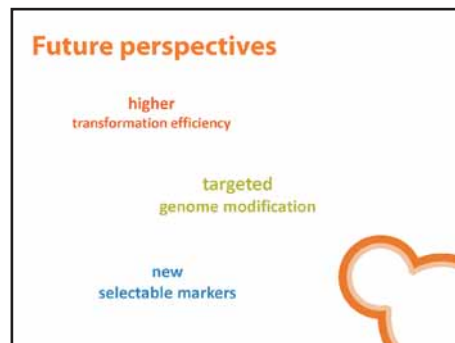 Future perspectives
higher
transformation efficiency
targeted
genome modification
new
selectable markers